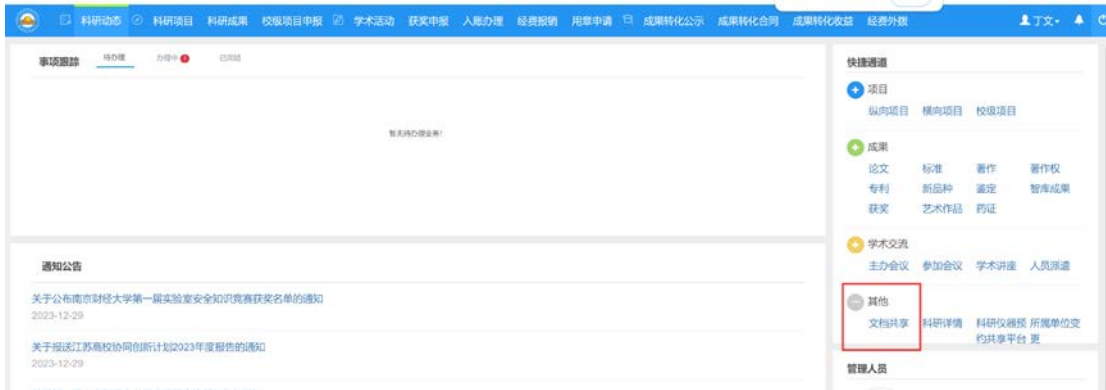 科研动态 科研项目 科研成果 校级项目申报 学术活动 获奖申报 入账办理 经费报销 用章申请 成果转化公示 成果转化合同 成果转化收益 经费外拨 丁文
事项跟踪 待办理 办理中 已完结
暂无待办理业务!
快捷通道
项目
纵向项目 横向项目 校级项目
成果
论文 标准 著作 著作权
专利 新品种 鉴定 智库成果
获奖 艺术作品 药证
学术交流
主办会议 参加会议 学术讲座 人员派遣
其他
文档共享 科研详情 科研仪器预约共享平台 所属单位变更
管理人员
通知公告
关于公布南京财经大学第一届实验室安全知识竞赛获奖名单的通知
2023-12-29
关于报送江苏高校协同创新计划2023年度报告的通知
2023-12-29